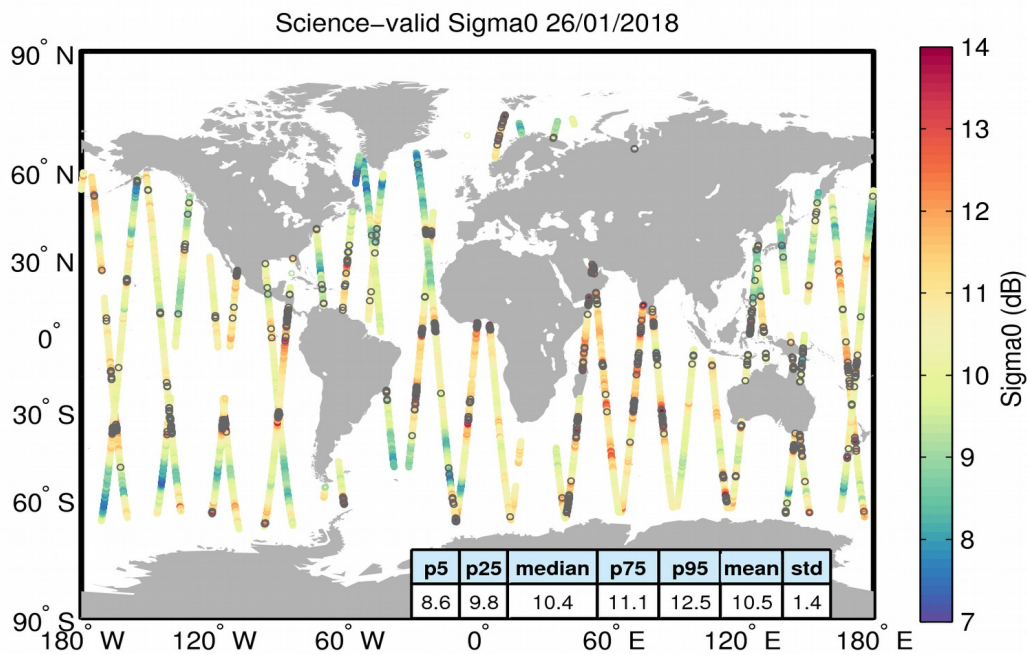 Science−valid Sigma0 26/01/2018
90° N
60° N
30° N
0°
30° S
60° S
90° S
180° W
120° W
60° W
0°
60° E
120° E
180° E
p5 p25 median p75 p95 mean std
8.6 9.8 10.4 11.1 12.5 10.5 1.4
14
13
12
11
10
9
8
7
Sigma0 (dB)